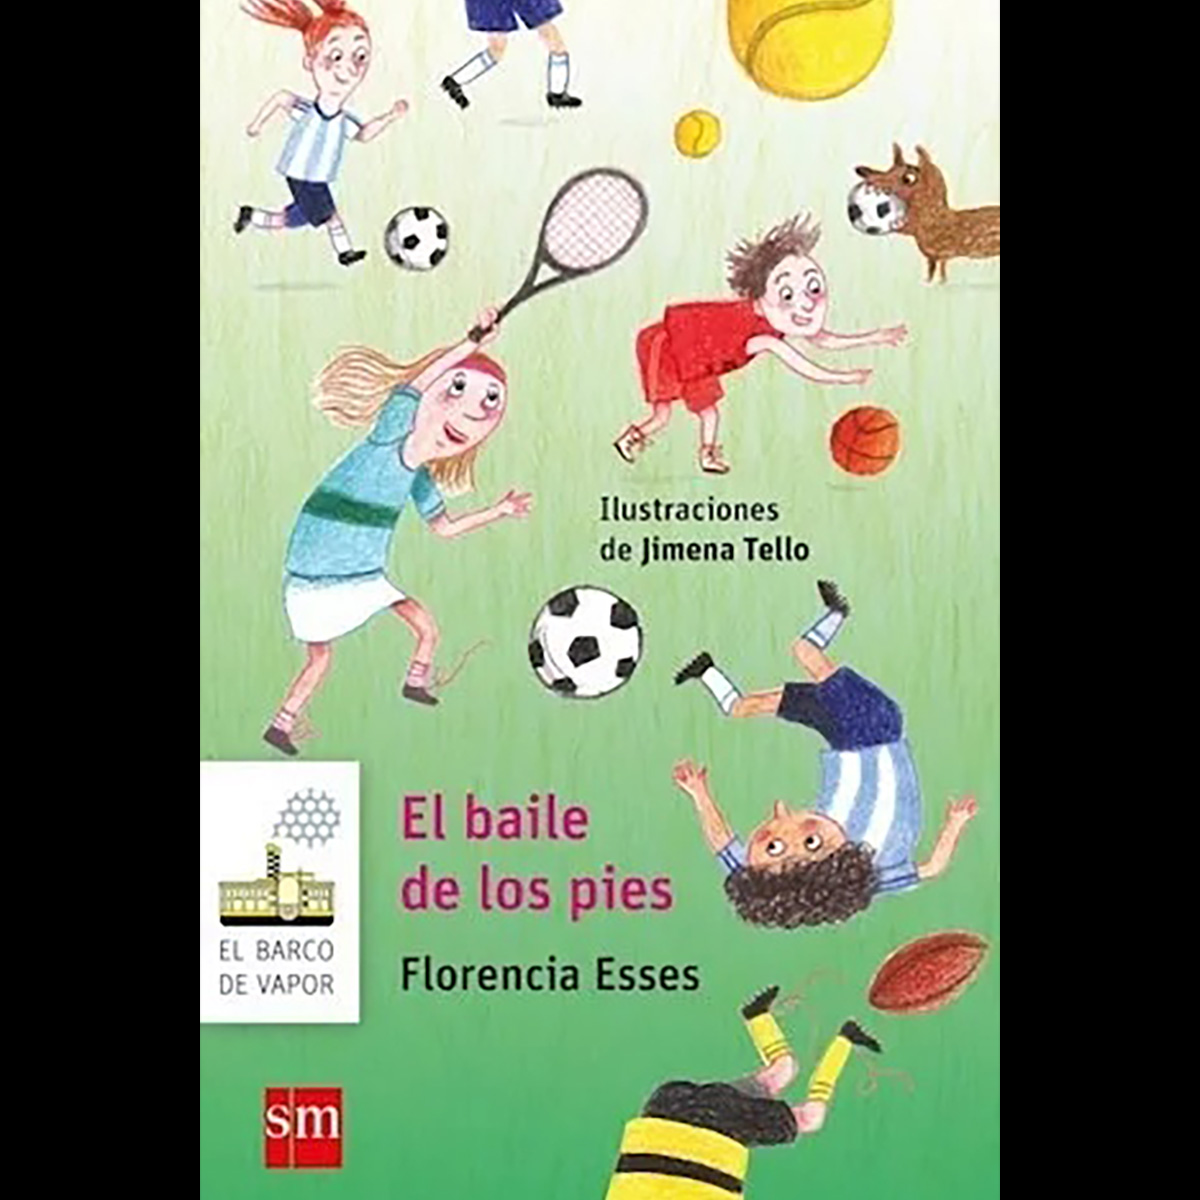 Ilustraciones
de Jimena Tello
El baile
de los pies
Florencia Esses
EL BARCO
DE VAPOR
sm